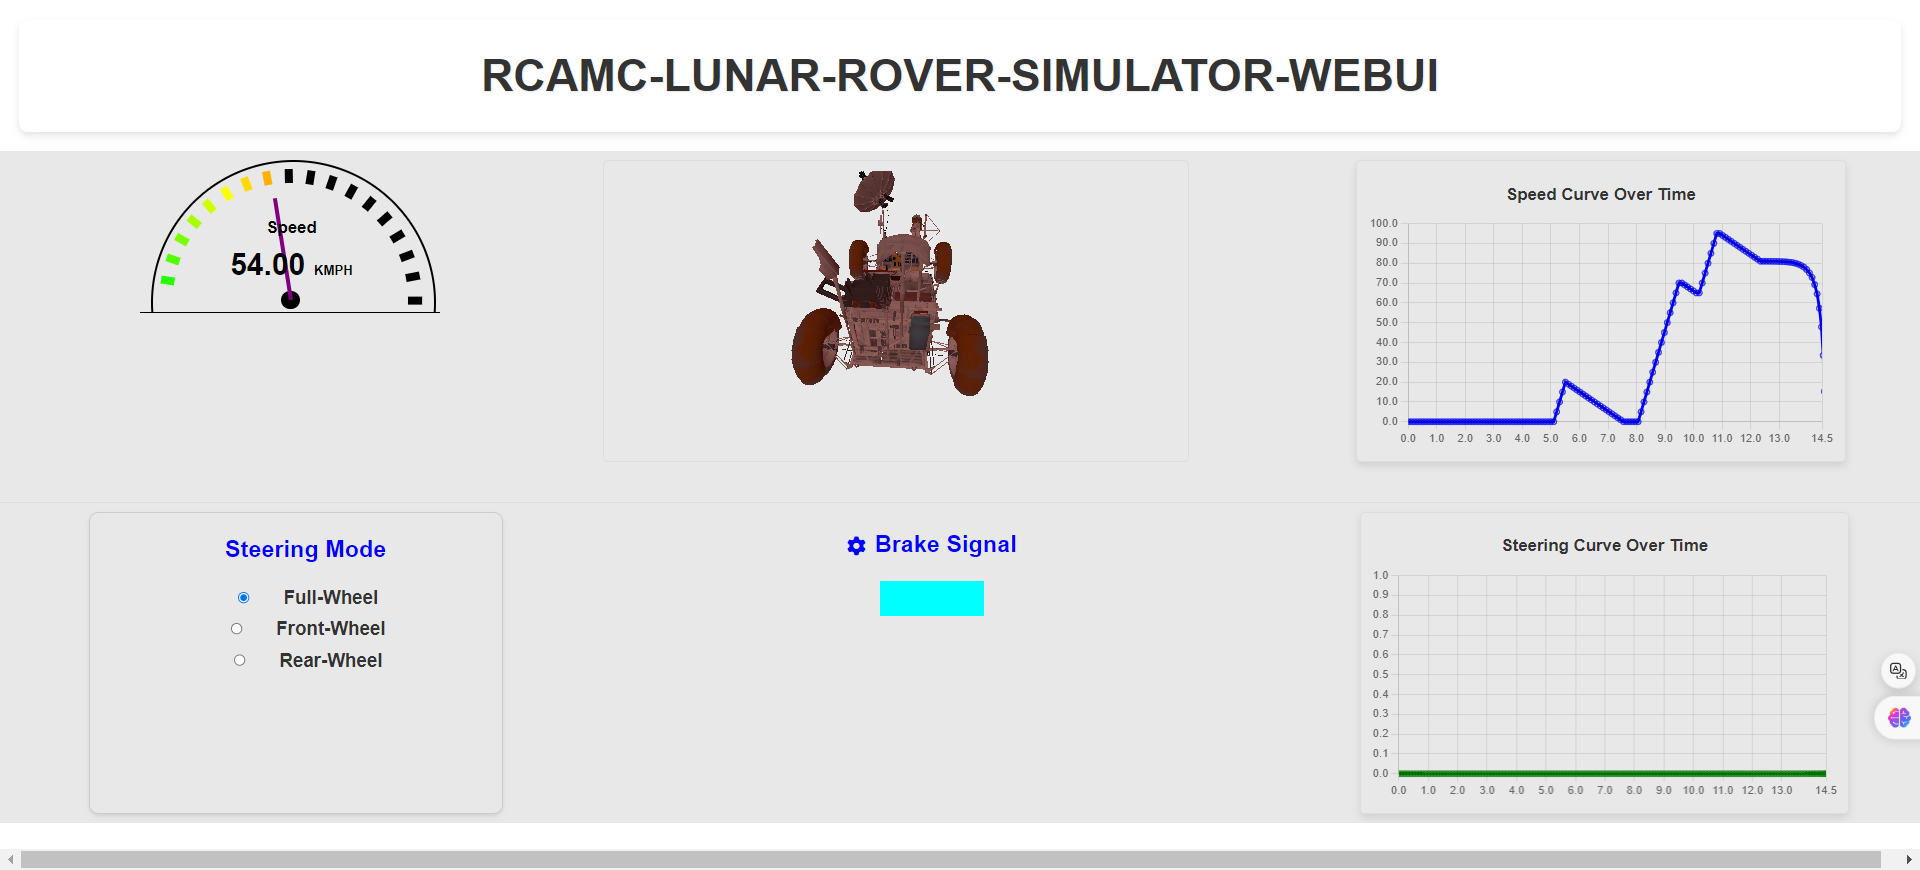 RCAMC-LUNAR-ROVER-SIMULATOR-WEBUI
Speed
54.00 KMPH
Speed Curve Over Time
100.0
90.0
80.0
70.0
60.0
50.0
40.0
30.0
20.0
10.0
0.0
0.0 1.0 2.0 3.0 4.0 5.0 6.0 7.0 8.0 9.0 10.0 11.0 12.0 13.0 14.5
Steering Mode
Full-Wheel
Front-Wheel
Rear-Wheel
Brake Signal
Steering Curve Over Time
1.0
0.9
0.8
0.7
0.6
0.5
0.4
0.3
0.2
0.1
0.0
0.0 1.0 2.0 3.0 4.0 5.0 6.0 7.0 8.0 9.0 10.0 11.0 12.0 13.0 14.5